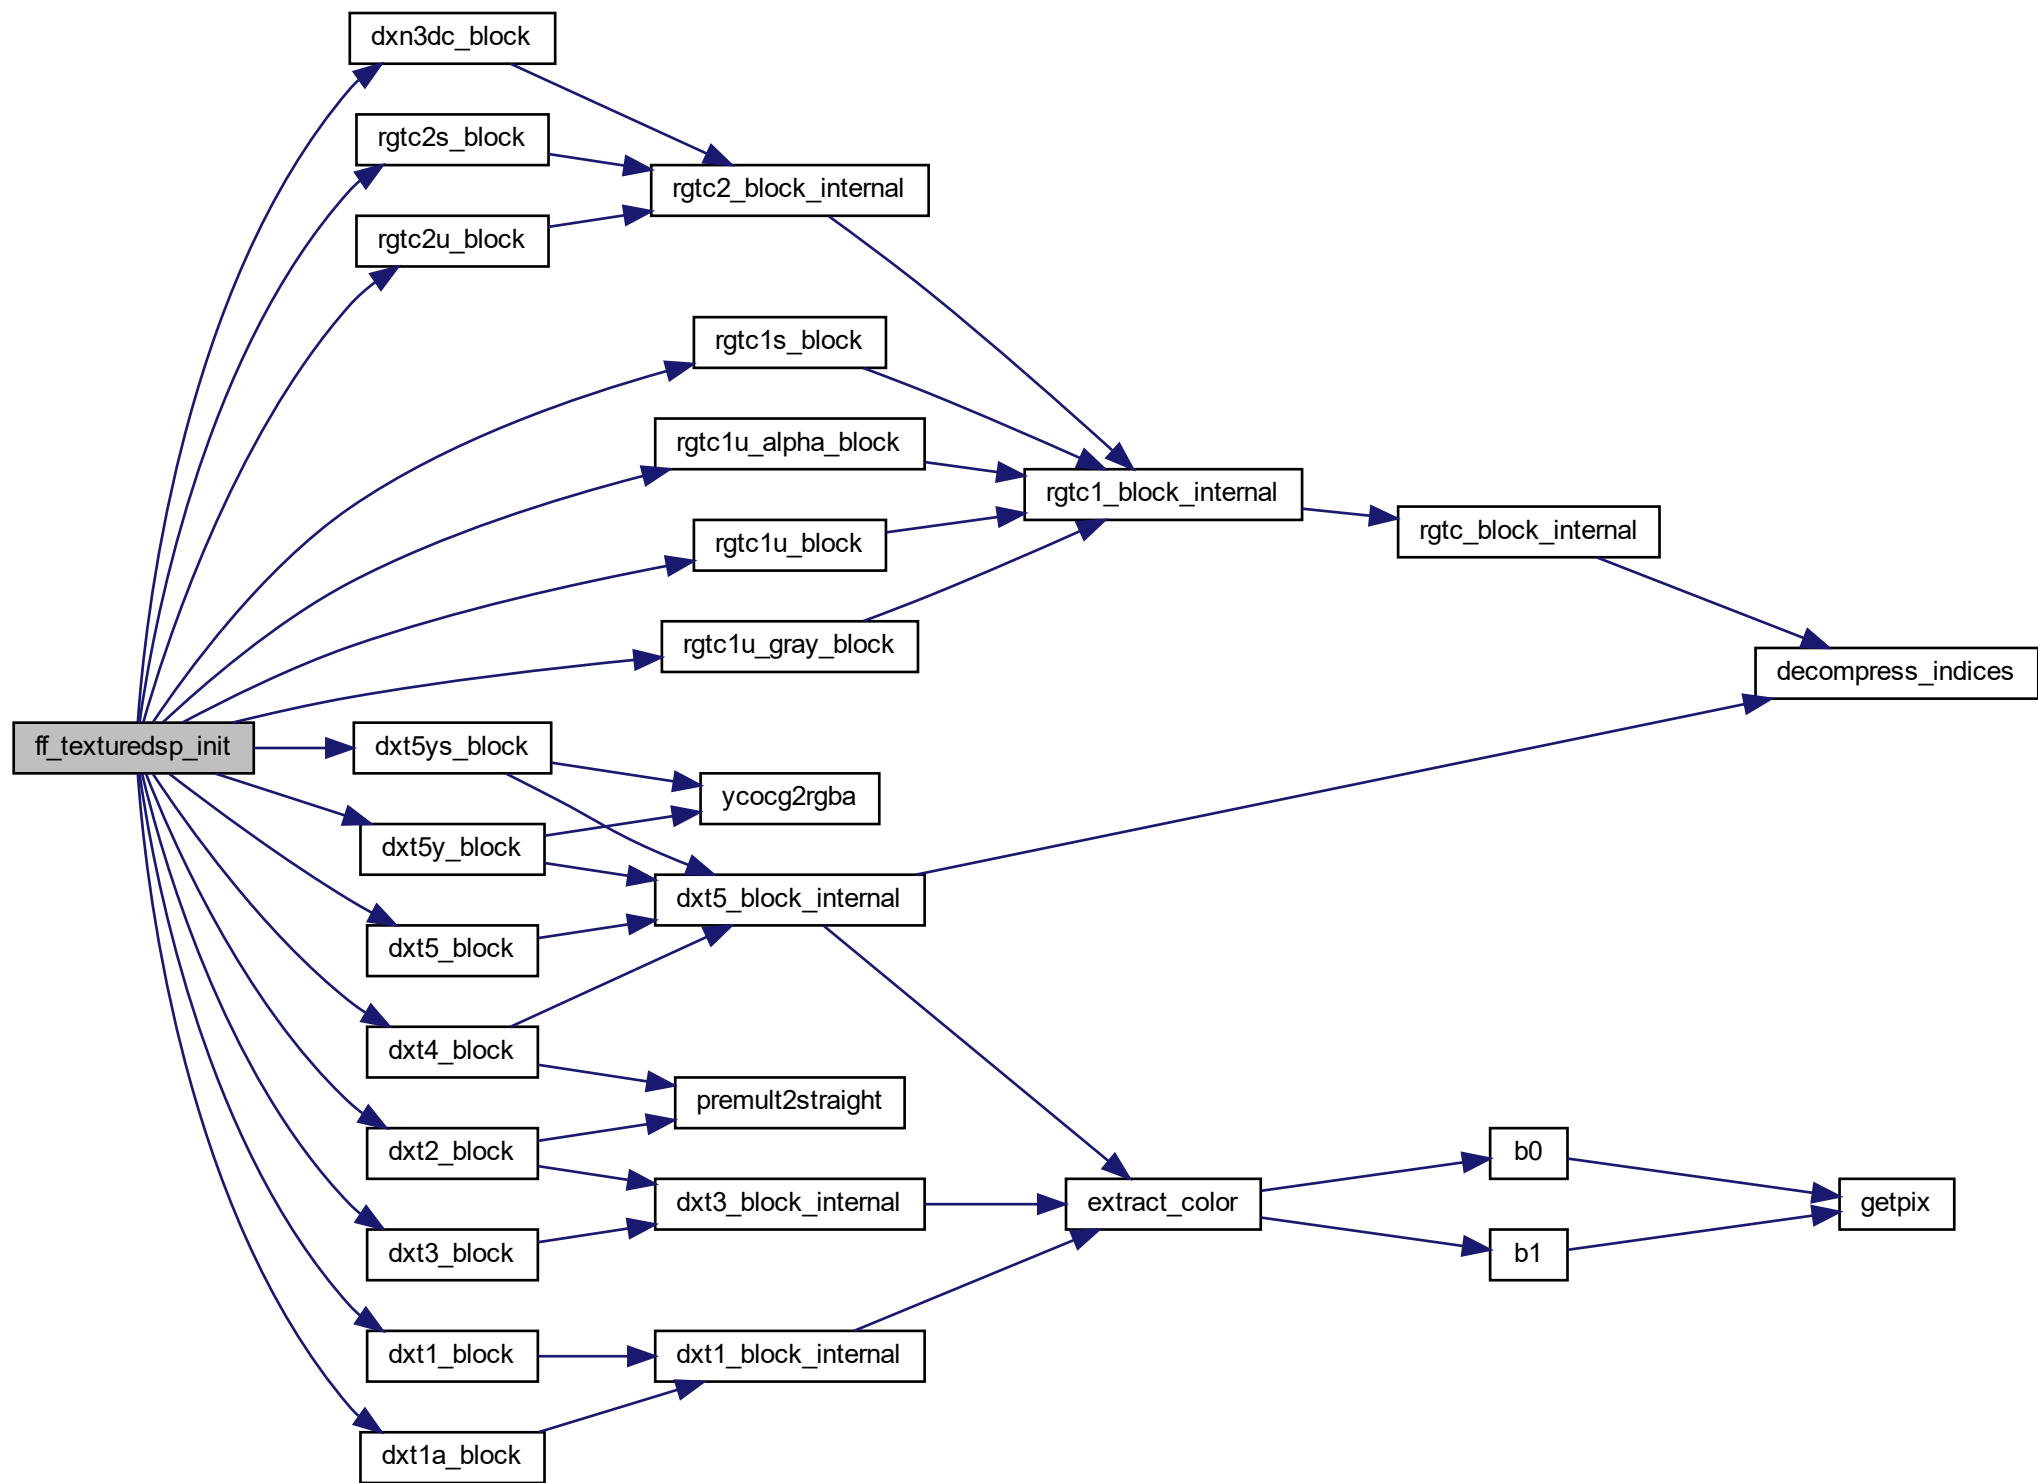 dxn3dc_block
rgtc2s_block
rgtc2_block_internal
rgtc2u_block
rgtc1s_block
rgtc1u_alpha_block
rgtc1_block_internal
rgtc_block_internal
rgtc1u_block
rgtc1u_gray_block
decompress_indices
ff_texturedsp_init
dxt5ys_block
ycocg2rgba
dxt5y_block
dxt5_block_internal
dxt5_block
dxt4_block
premult2straight
dxt2_block
b0
dxt3_block_internal
extract_color
getpix
dxt3_block
b1
dxt1_block
dxt1_block_internal
dxt1a_block